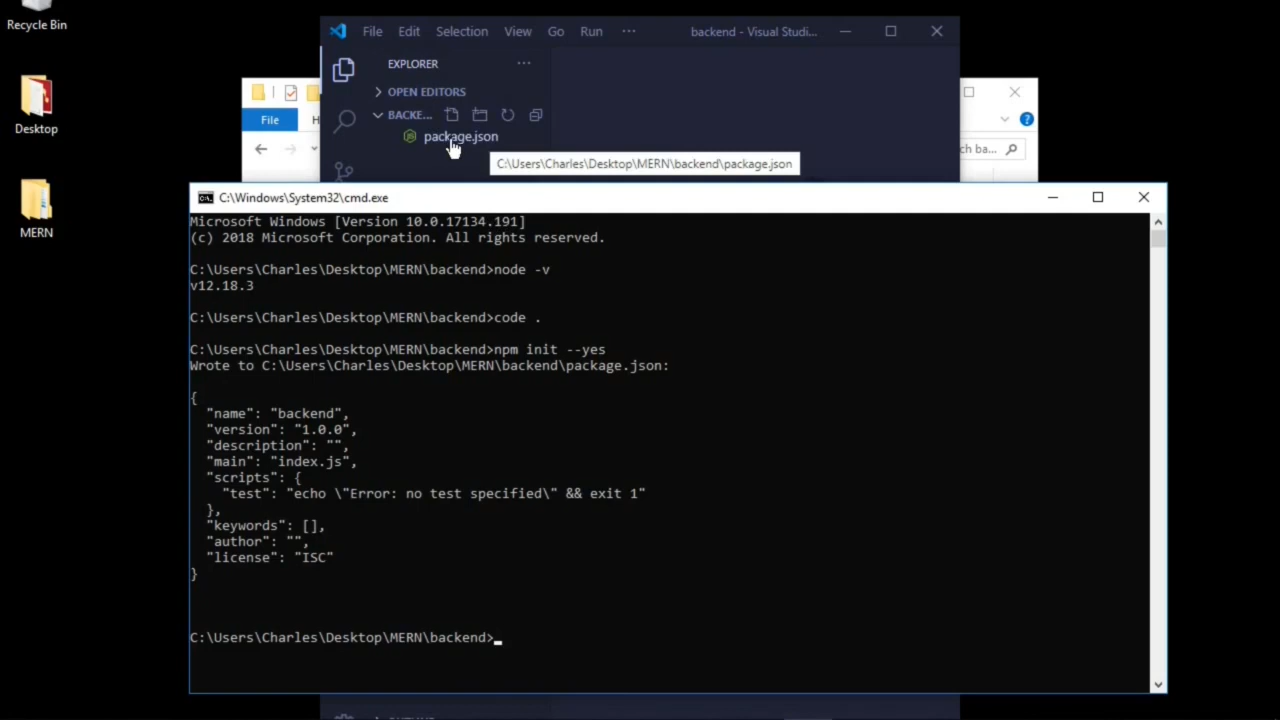 Recycle Bin
Desktop
MERN
File Edit Selection View Go Run ··· backend - Visual Studi...
EXPLORER
OPEN EDITORS
BACKE...
package.json
C:\Users\Charles\Desktop\MERN\backend\package.json
File H
ch ba...
C:\Windows\System32\cmd.exe
Microsoft Windows [Version 10.0.17134.191]
(c) 2018 Microsoft Corporation. All rights reserved.
C:\Users\Charles\Desktop\MERN\backend>node -v
v12.18.3
C:\Users\Charles\Desktop\MERN\backend>code .
C:\Users\Charles\Desktop\MERN\backend>npm init --yes
Wrote to C:\Users\Charles\Desktop\MERN\backend\package.json:
{
  "name": "backend",
  "version": "1.0.0",
  "description": "",
  "main": "index.js",
  "scripts": {
    "test": "echo \"Error: no test specified\" && exit 1"
  },
  "keywords": [],
  "author": "",
  "license": "ISC"
}
C:\Users\Charles\Desktop\MERN\backend>